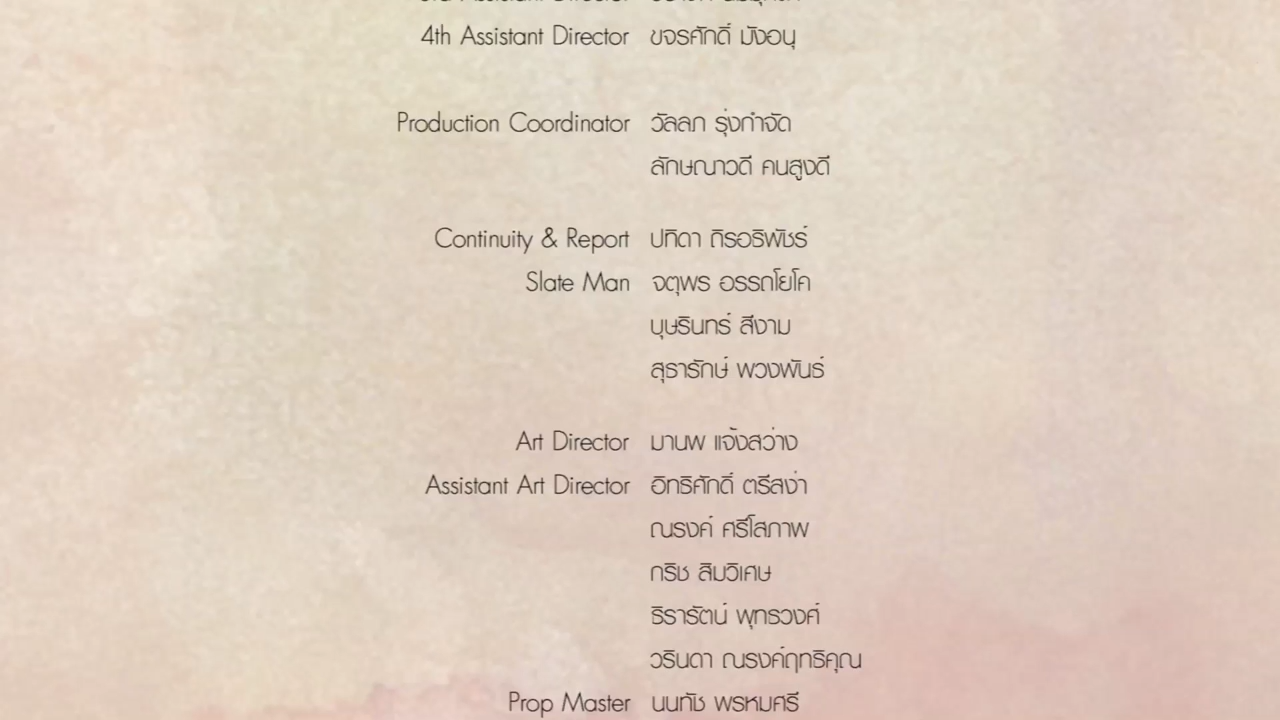 4th Assistant Director ขจรศักดิ์ มังอนุ
Production Coordinator วัลลภ รุ่งกำจัด
ลักษณาวดี คนสูงดี
Continuity & Report ปทิดา ถิรอธิพัชร์
Slate Man จตุพร อรรถโยโค
บุษรินทร์ สีงาม
สุรารักษ์ พวงพันธ์
Art Director มานพ แจ้งสว่าง
Assistant Art Director อิทธิศักดิ์ ตรีสง่า
ณรงค์ ศรีโสภาพ
กริช สิมวิเศษ
ธิรารัตน์ พุทธวงศ์
วรินดา ณรงค์ฤทธิคุณ
Prop Master นนทัช พรหมศรี